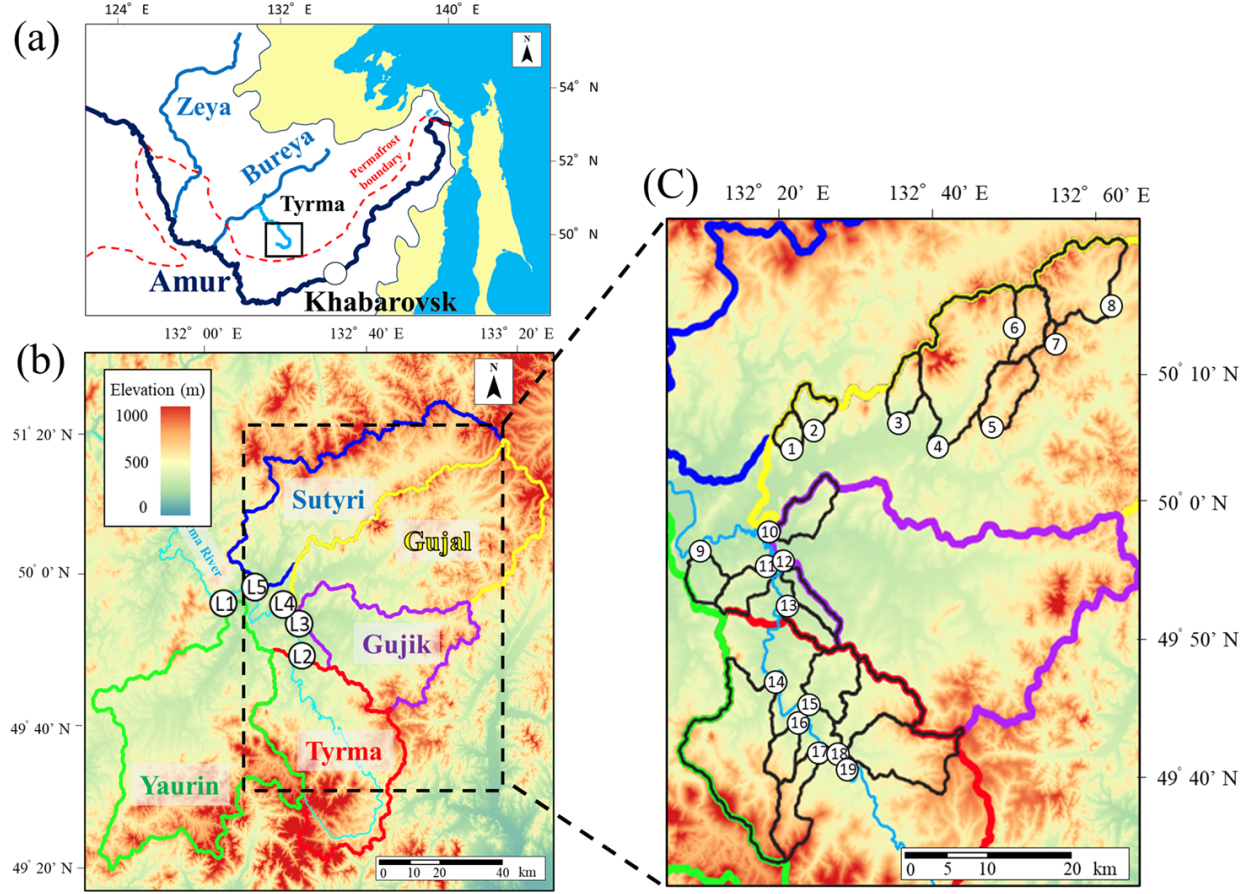 (a)
124° E
132° E
140° E
N
54° N
52° N
50° N
Zeya
Bureya
Permafrost
boundary
Tyrma
Amur
Khabarovsk
(b)
132° 00' E
132° 40' E
133° 20' E
N
Elevation (m)
1000
500
0
51° 20' N
50° 0' N
49° 40' N
49° 20' N
Sutyri
Gujal
ma River
L5
L1
L4
L3
L2
Gujik
Tyrma
Yaurin
0 10 20 40 km
(C)
132° 20' E
132° 40' E
132° 60' E
50° 10' N
50° 0' N
49° 50' N
49° 40' N
8
6
7
3
2
1
4
5
10
9
11
12
13
14
15
16
17
18
19
0 5 10 20 km